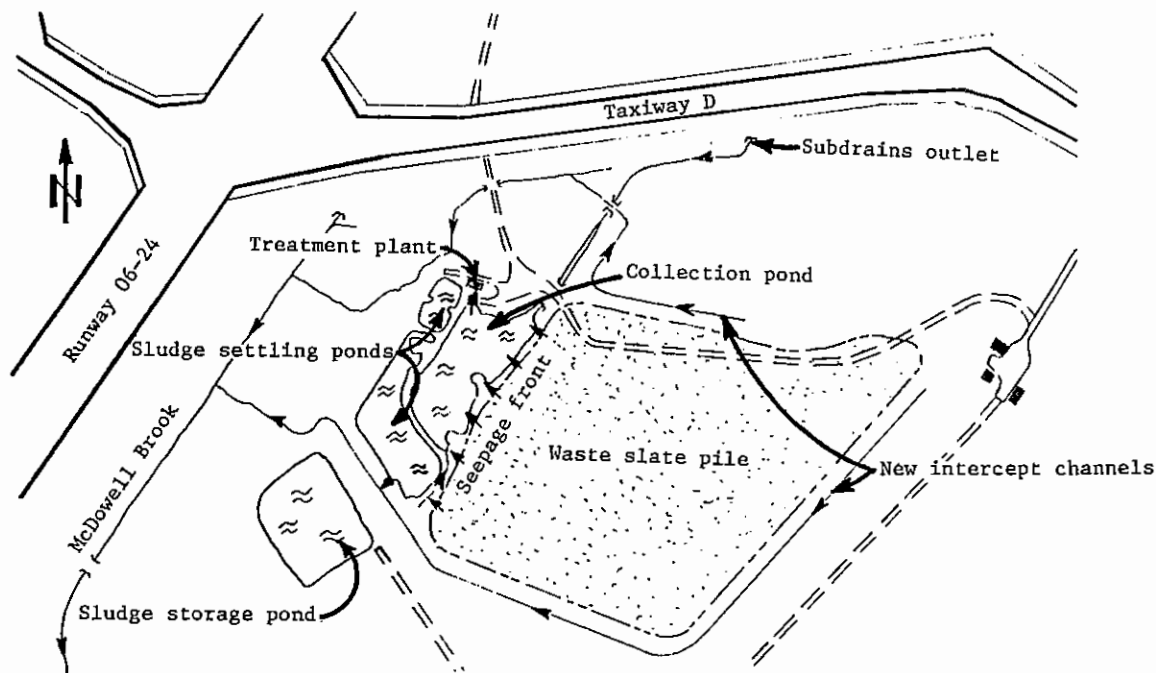 Taxiway D
Subdrains outlet
N
Treatment plant
Collection pond
Runway 06-24
Sludge settling ponds
Seepage front
Waste slate pile
New intercept channels
McDowell Brook
Sludge storage pond